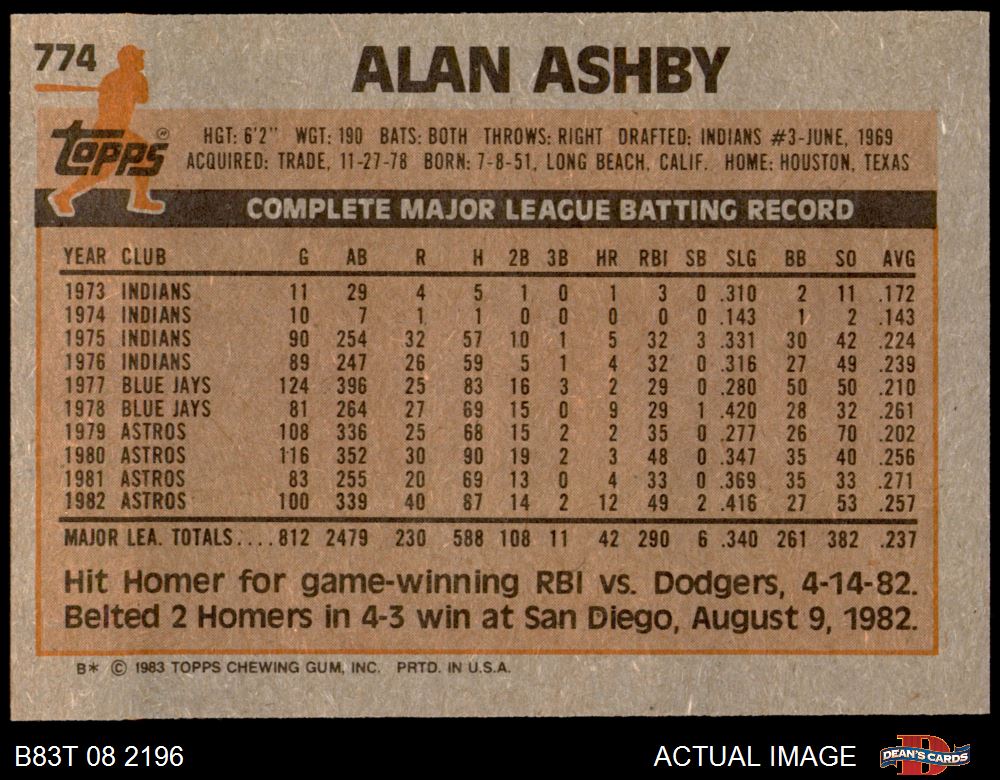 774
ALAN ASHBY
topps
HGT: 6'2" WGT: 190 BATS: BOTH THROWS: RIGHT DRAFTED: INDIANS #3-JUNE, 1969
ACQUIRED: TRADE, 11-27-78 BORN: 7-8-51, LONG BEACH, CALIF. HOME: HOUSTON, TEXAS
COMPLETE MAJOR LEAGUE BATTING RECORD
YEAR CLUB G AB R H 2B 3B HR RBI SB SLG BB SO AVG
1973 INDIANS 11 29 4 5 1 0 1 3 0 .310 2 11 .172
1974 INDIANS 10 7 1 1 0 0 0 0 0 .143 1 2 .143
1975 INDIANS 90 254 32 57 10 1 5 32 3 .331 30 42 .224
1976 INDIANS 89 247 26 59 5 1 4 32 0 .316 27 49 .239
1977 BLUE JAYS 124 396 25 83 16 3 2 29 0 .280 50 50 .210
1978 BLUE JAYS 81 264 27 69 15 0 9 29 1 .420 28 32 .261
1979 ASTROS 108 336 25 68 15 2 2 35 0 .277 26 70 .202
1980 ASTROS 116 352 30 90 19 2 3 48 0 .347 35 40 .256
1981 ASTROS 83 255 20 69 13 0 4 33 0 .369 35 33 .271
1982 ASTROS 100 339 40 87 14 2 12 49 2 .416 27 53 .257
MAJOR LEA. TOTALS....812 2479 230 588 108 11 42 290 6 .340 261 382 .237
Hit Homer for game-winning RBI vs. Dodgers, 4-14-82.
Belted 2 Homers in 4-3 win at San Diego, August 9, 1982.
B* © 1983 TOPPS CHEWING GUM, INC. PRTD. IN U.S.A.
B83T 08 2196
ACTUAL IMAGE
DEAN'S CARDS